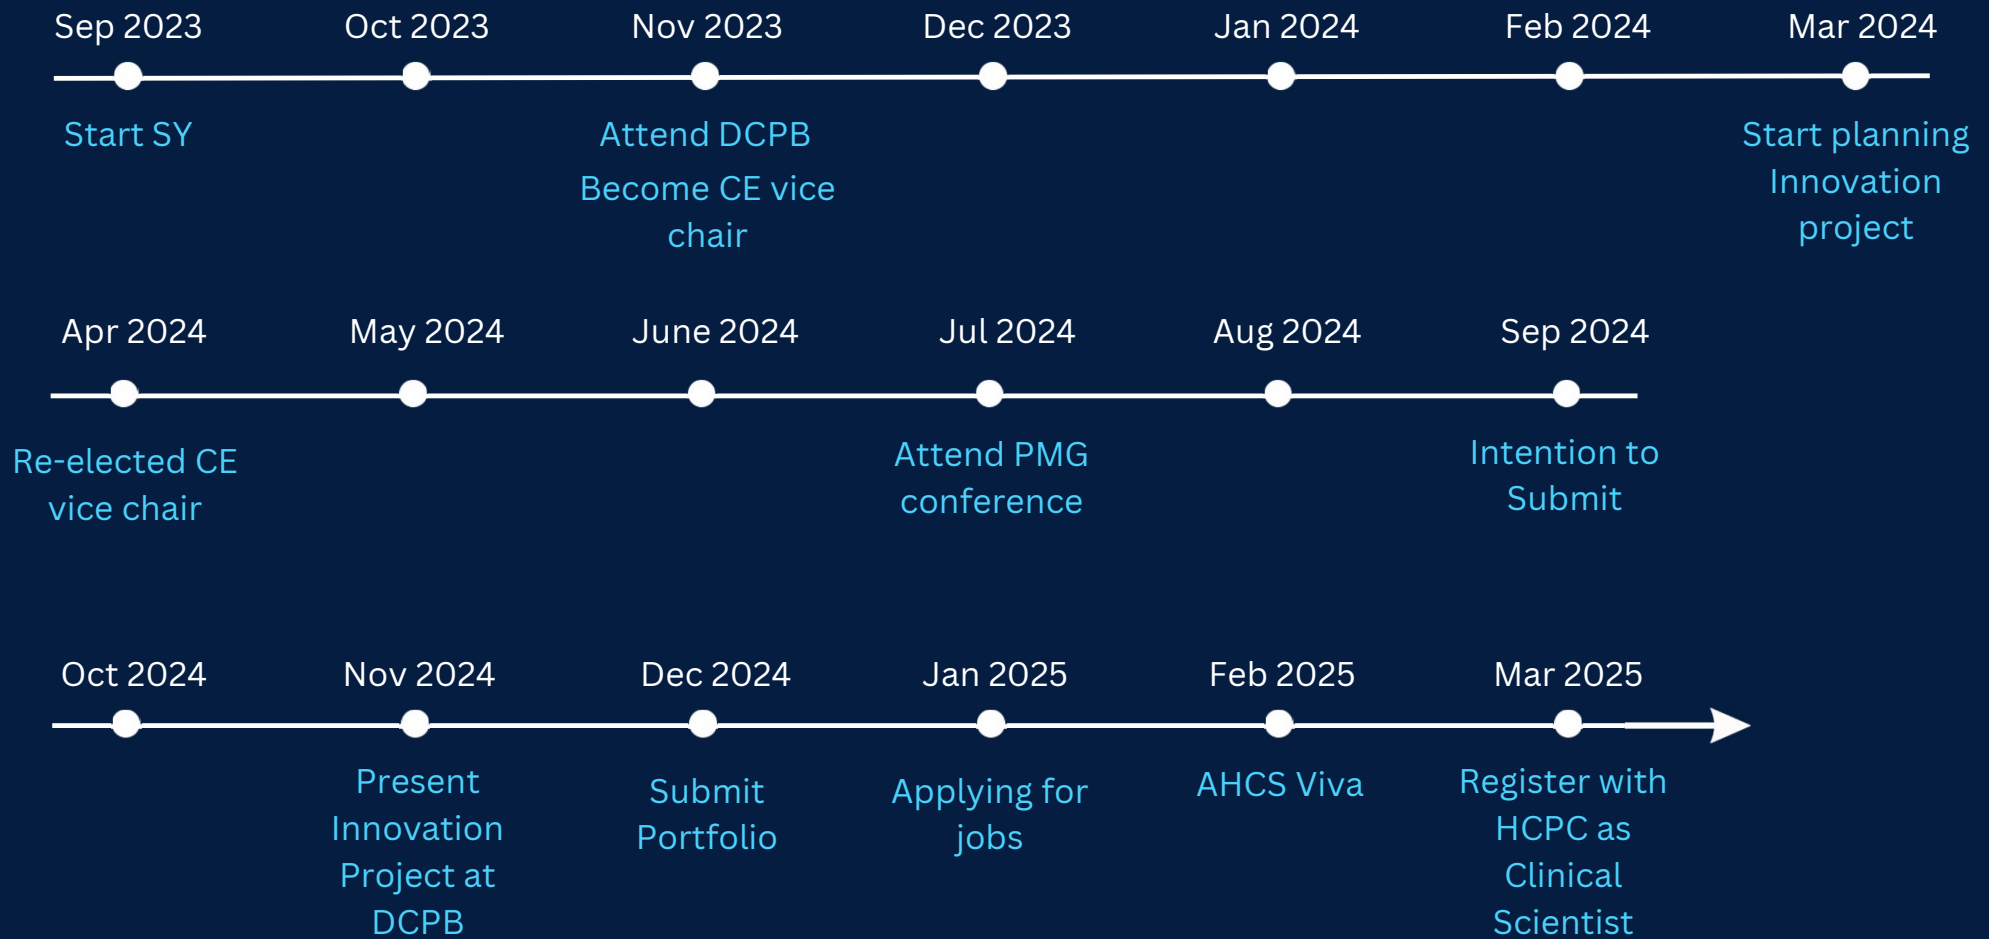 Sep 2023 Oct 2023 Nov 2023 Dec 2023 Jan 2024 Feb 2024 Mar 2024
Start SY
Attend DCPB
Become CE vice
chair
Start planning
Innovation
project
Apr 2024 May 2024 June 2024 Jul 2024 Aug 2024 Sep 2024
Re-elected CE
vice chair
Attend PMG
conference
Intention to
Submit
Oct 2024 Nov 2024 Dec 2024 Jan 2025 Feb 2025 Mar 2025
Present
Innovation
Project at
DCPB
Submit
Portfolio
Applying for
jobs
AHCS Viva
Register with
HCPC as
Clinical
Scientist